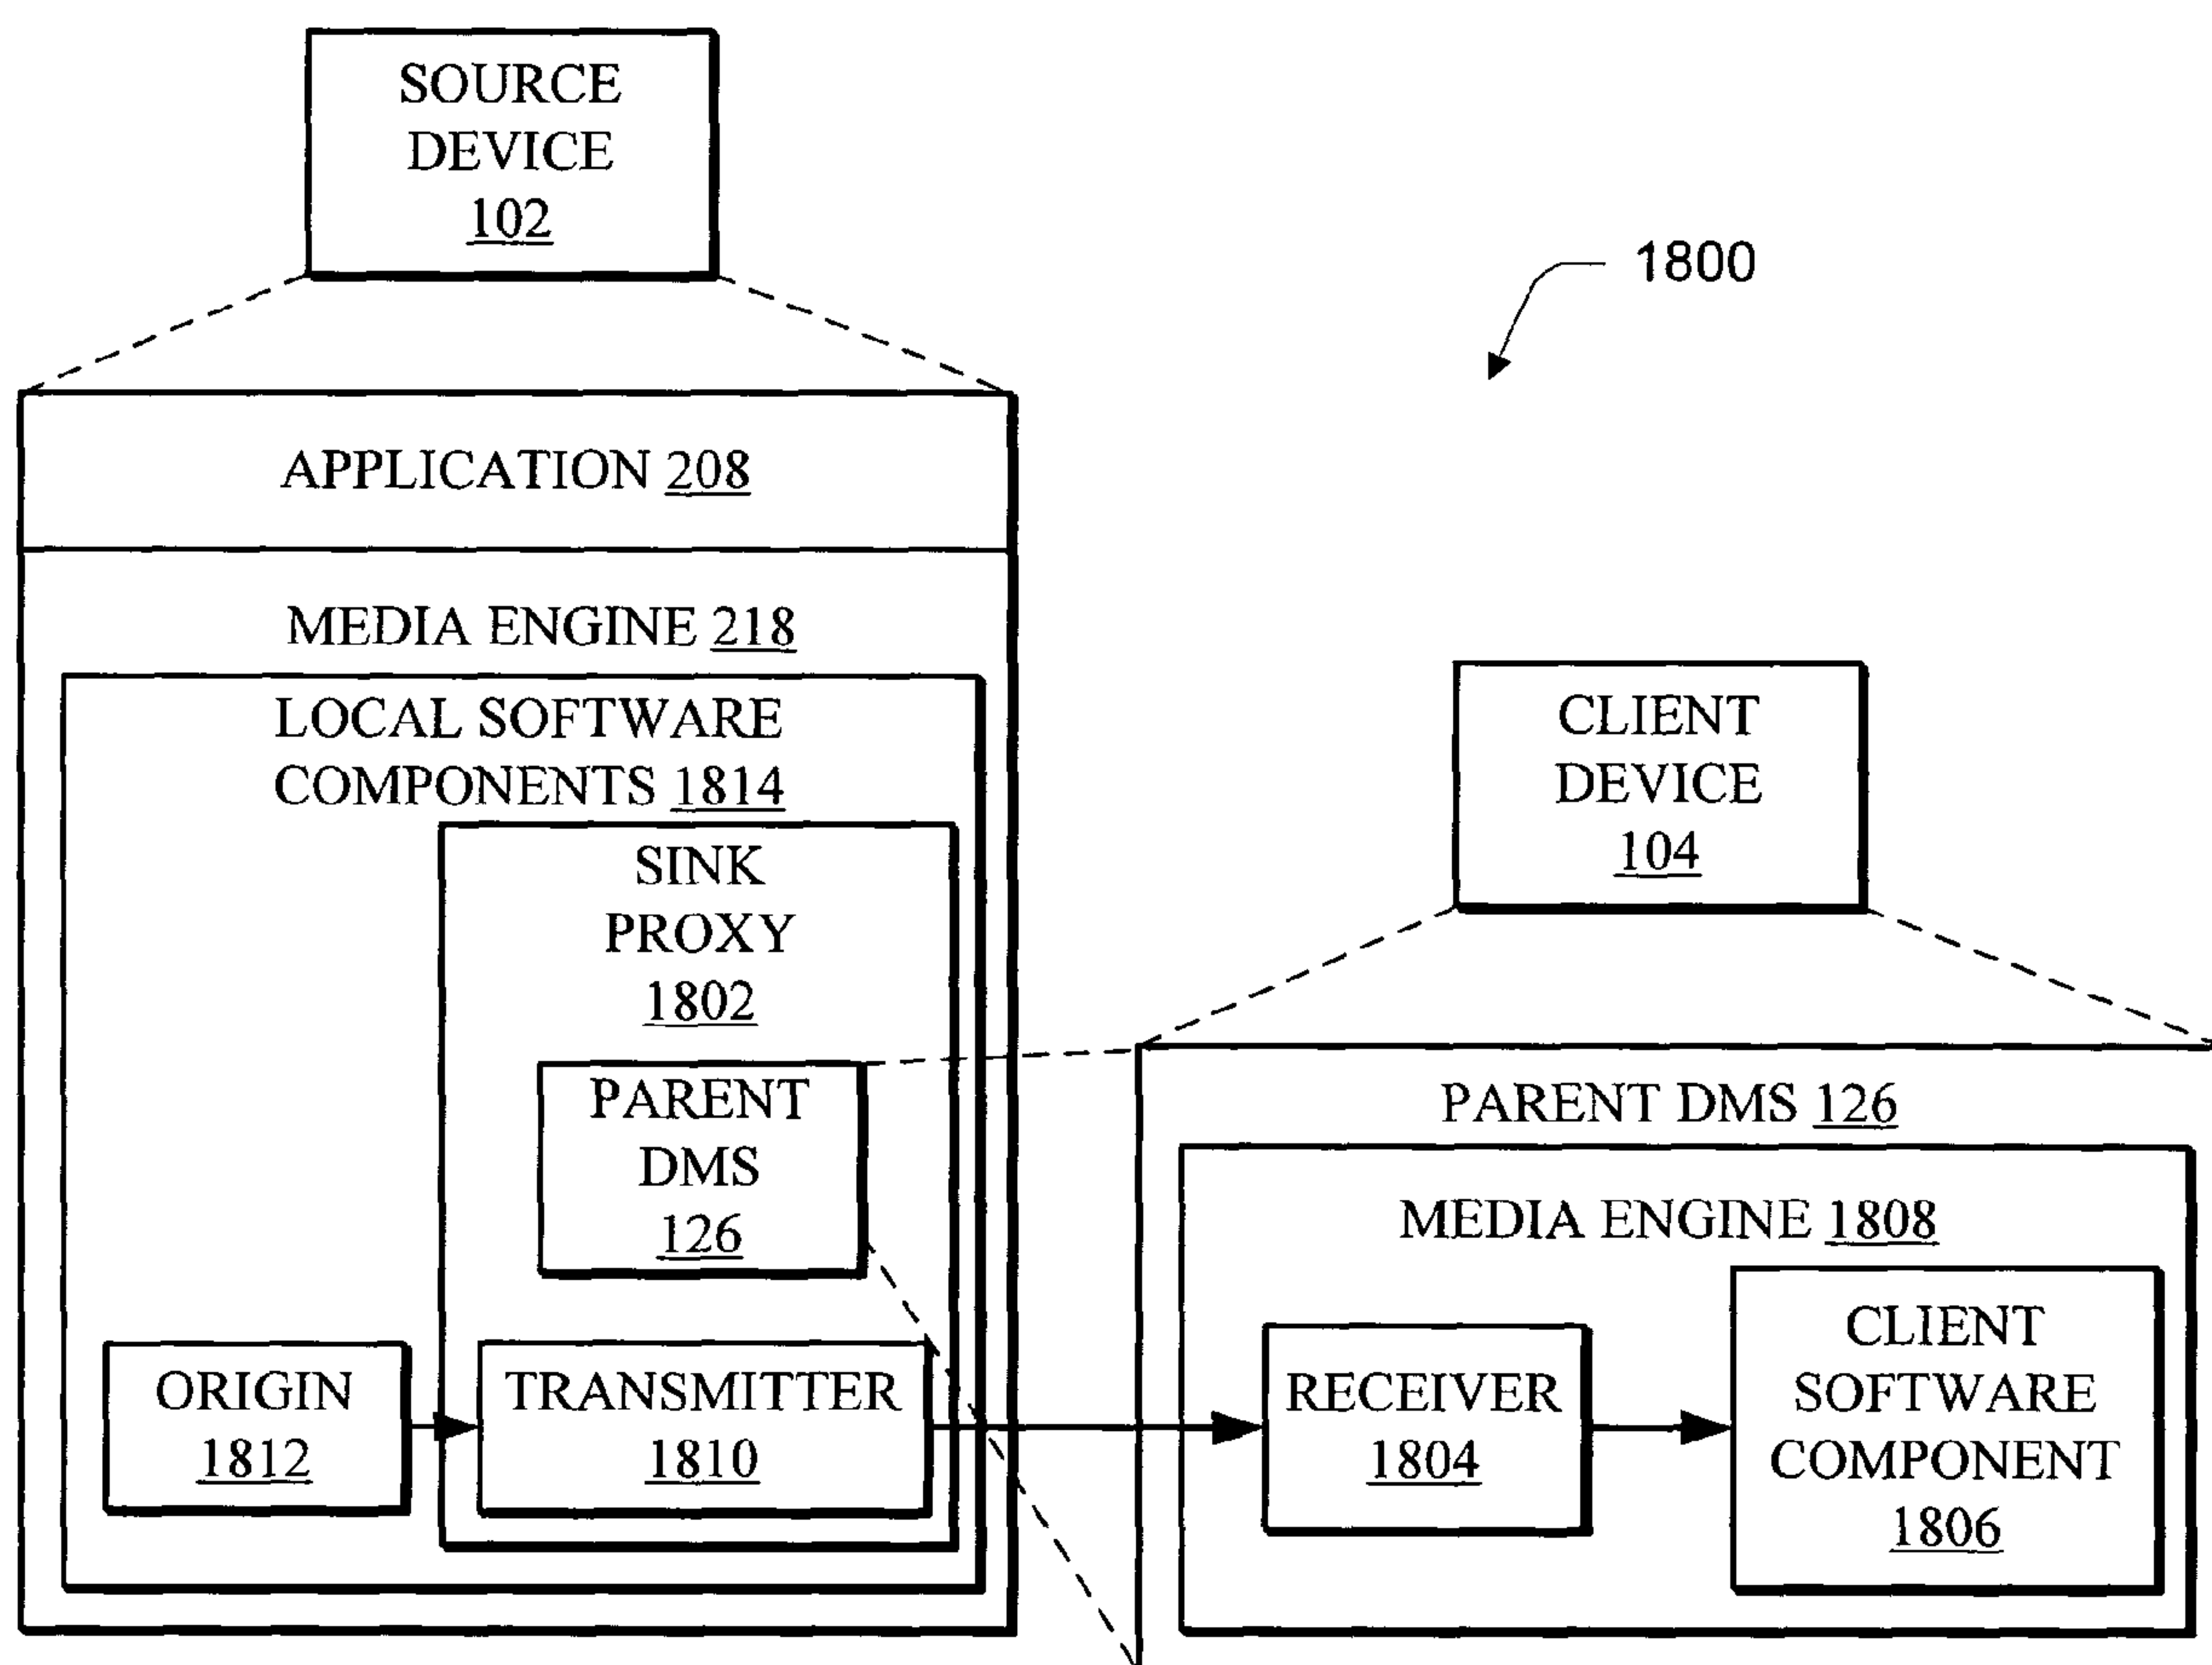 SOURCE
DEVICE
102
1800
APPLICATION 208
MEDIA ENGINE 218
LOCAL SOFTWARE
COMPONENTS 1814
SINK
PROXY
1802
PARENT
DMS
126
ORIGIN
1812
TRANSMITTER
1810
CLIENT
DEVICE
104
PARENT DMS 126
MEDIA ENGINE 1808
RECEIVER
1804
CLIENT
SOFTWARE
COMPONENT
1806